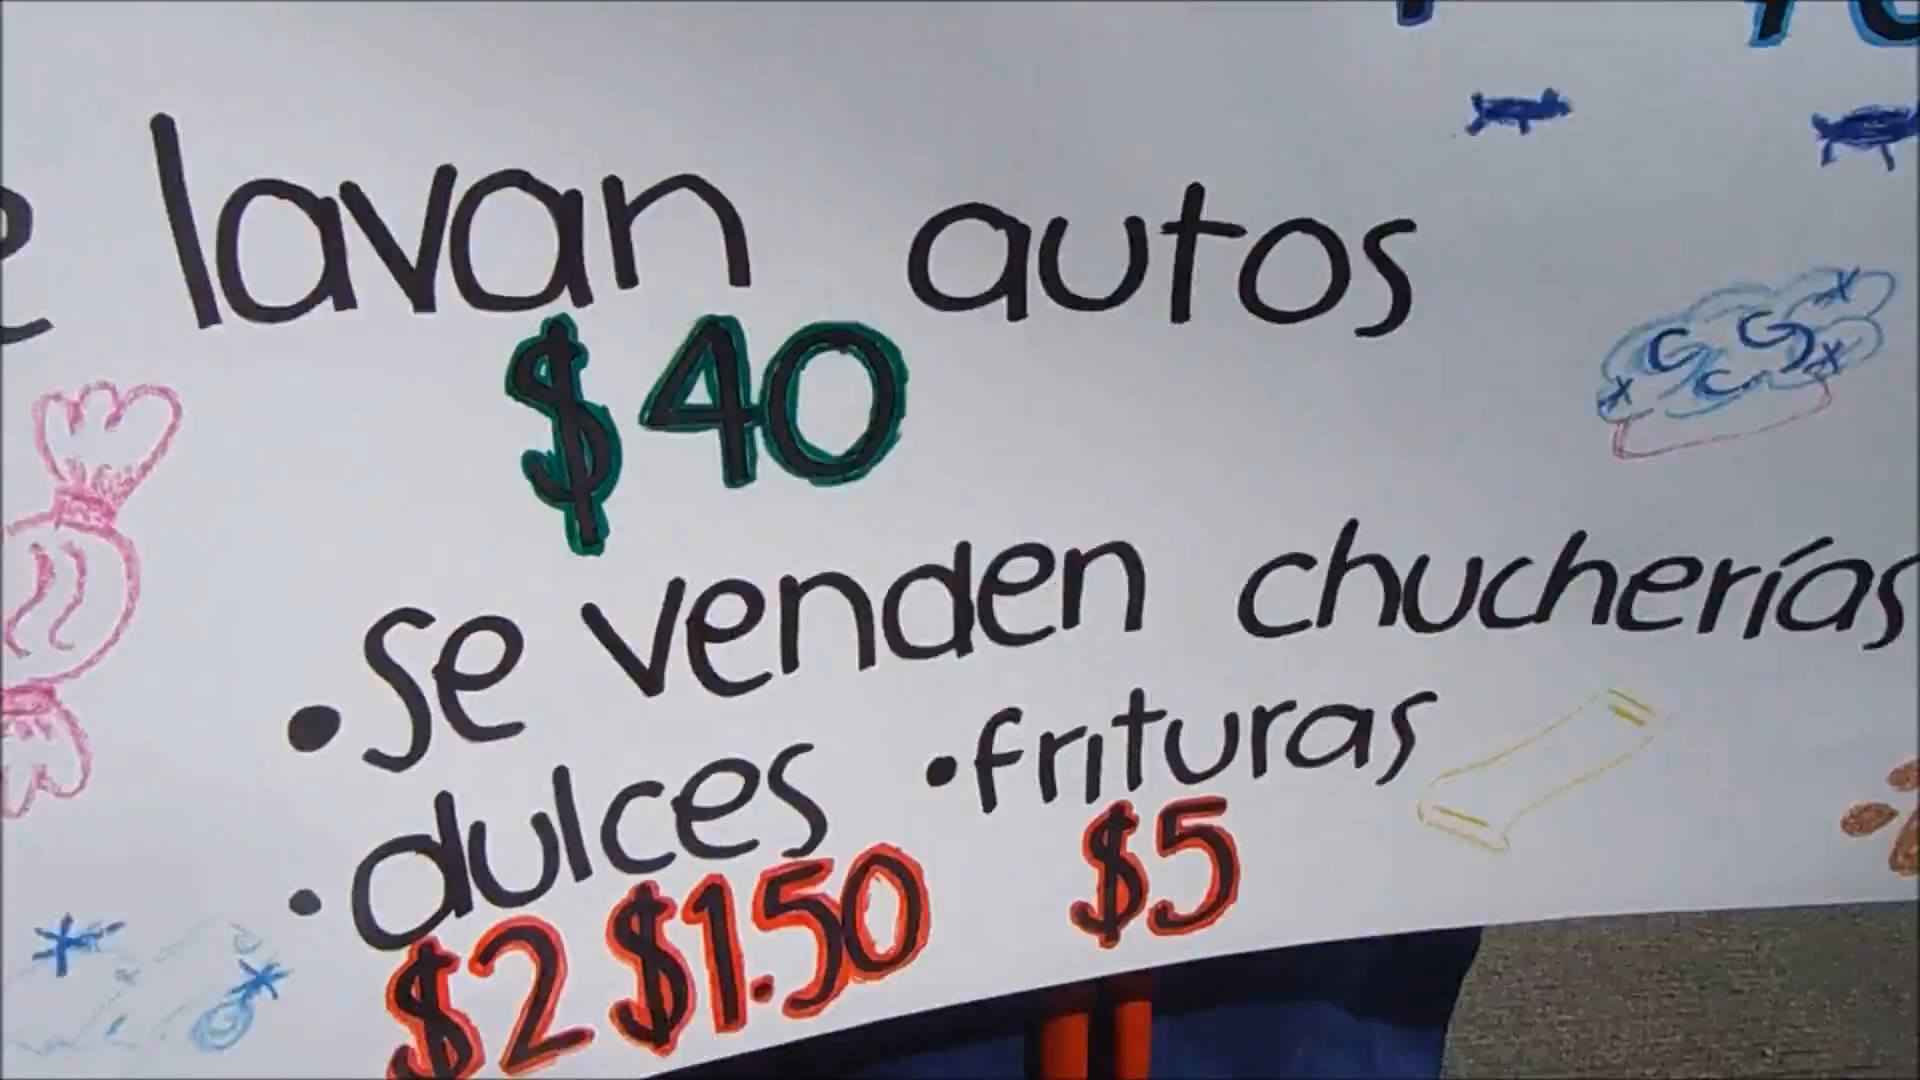 lavan autos
$40
•Se venden chucherías
•dulces •frituras
$2 $1.50 $5